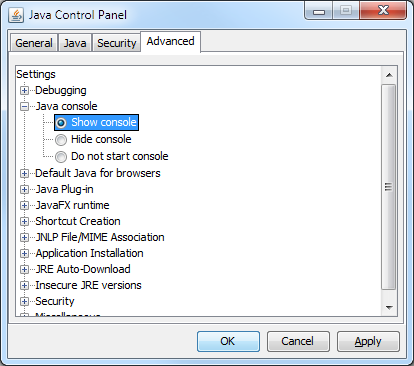 Java Control Panel
General Java Security Advanced
Settings
Debugging
Java console
Show console
Hide console
Do not start console
Default Java for browsers
Java Plug-in
JavaFX runtime
Shortcut Creation
JNLP File/MIME Association
Application Installation
JRE Auto-Download
Insecure JRE versions
Security
Miscellaneous
OK Cancel Apply